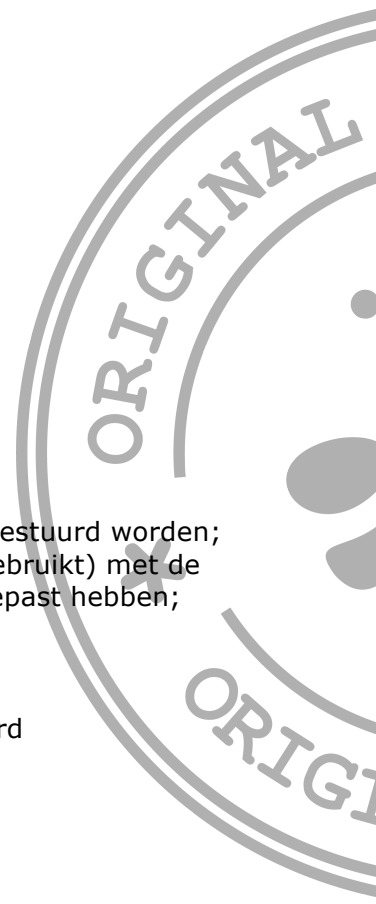 ORIGINAL
estuurd worden;
ebruikt) met de
epast hebben;
rd
ORIGI